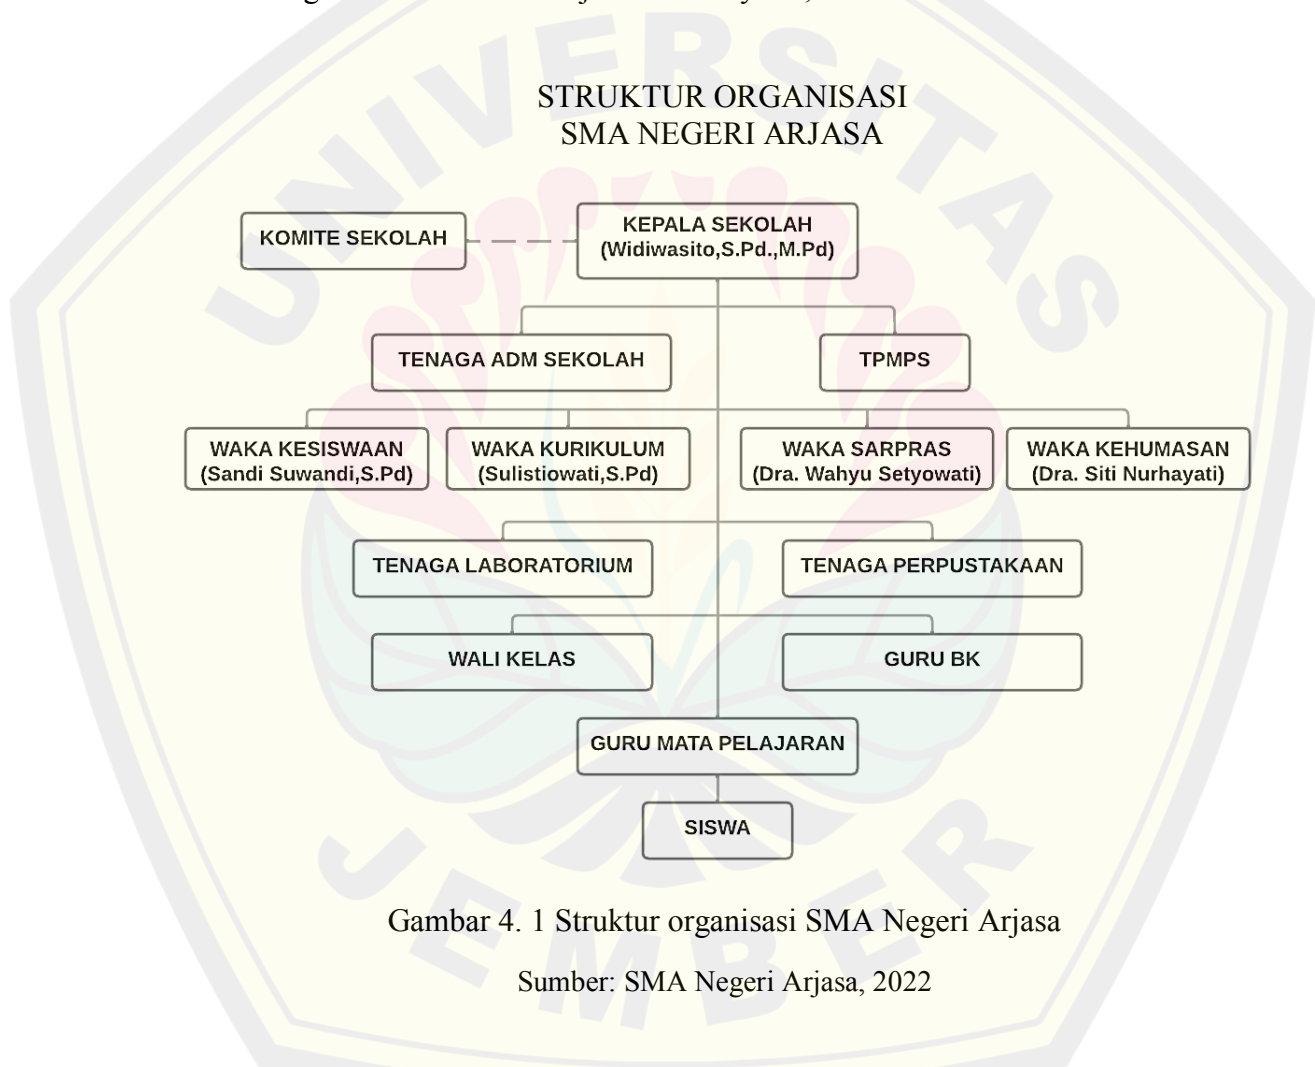 STRUKTUR ORGANISASI
SMA NEGERI ARJASA
KOMITE SEKOLAH
KEPALA SEKOLAH
(Widiwasito,S.Pd.,M.Pd)
TENAGA ADM SEKOLAH
TPMPS
WAKA KESISWAAN
(Sandi Suwandi,S.Pd)
WAKA KURIKULUM
(Sulistiowati,S.Pd)
WAKA SARPRAS
(Dra. Wahyu Setyowati)
WAKA KEHUMASAN
(Dra. Siti Nurhayati)
TENAGA LABORATORIUM
TENAGA PERPUSTAKAAN
WALI KELAS
GURU BK
GURU MATA PELAJARAN
SISWA
Gambar 4. 1 Struktur organisasi SMA Negeri Arjasa
Sumber: SMA Negeri Arjasa, 2022
UNIVERSITAS
JEMBER